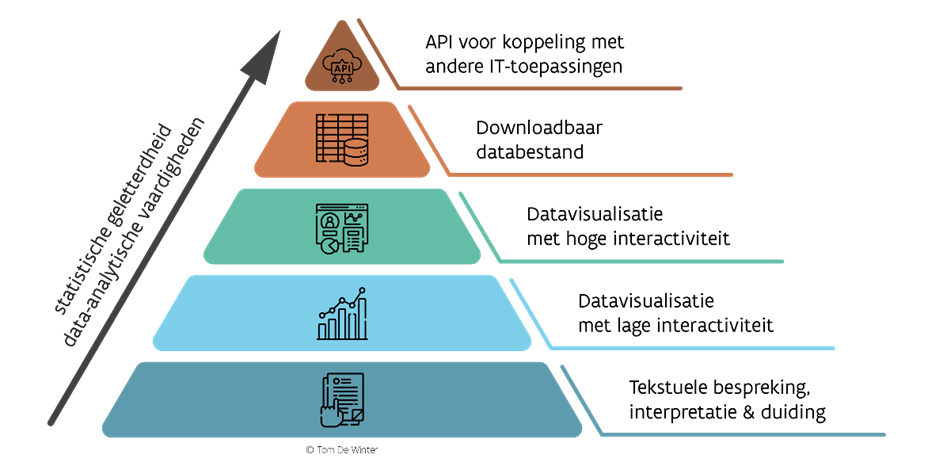 API voor koppeling met
andere IT-toepassingen
API
Downloadbaar
databestand
statistische geletterdheid
data-analytische vaardigheden
Datavisualisatie
met hoge interactiviteit
Datavisualisatie
met lage interactiviteit
Tekstuele bespreking,
interpretatie & duiding
© Tom De Winter